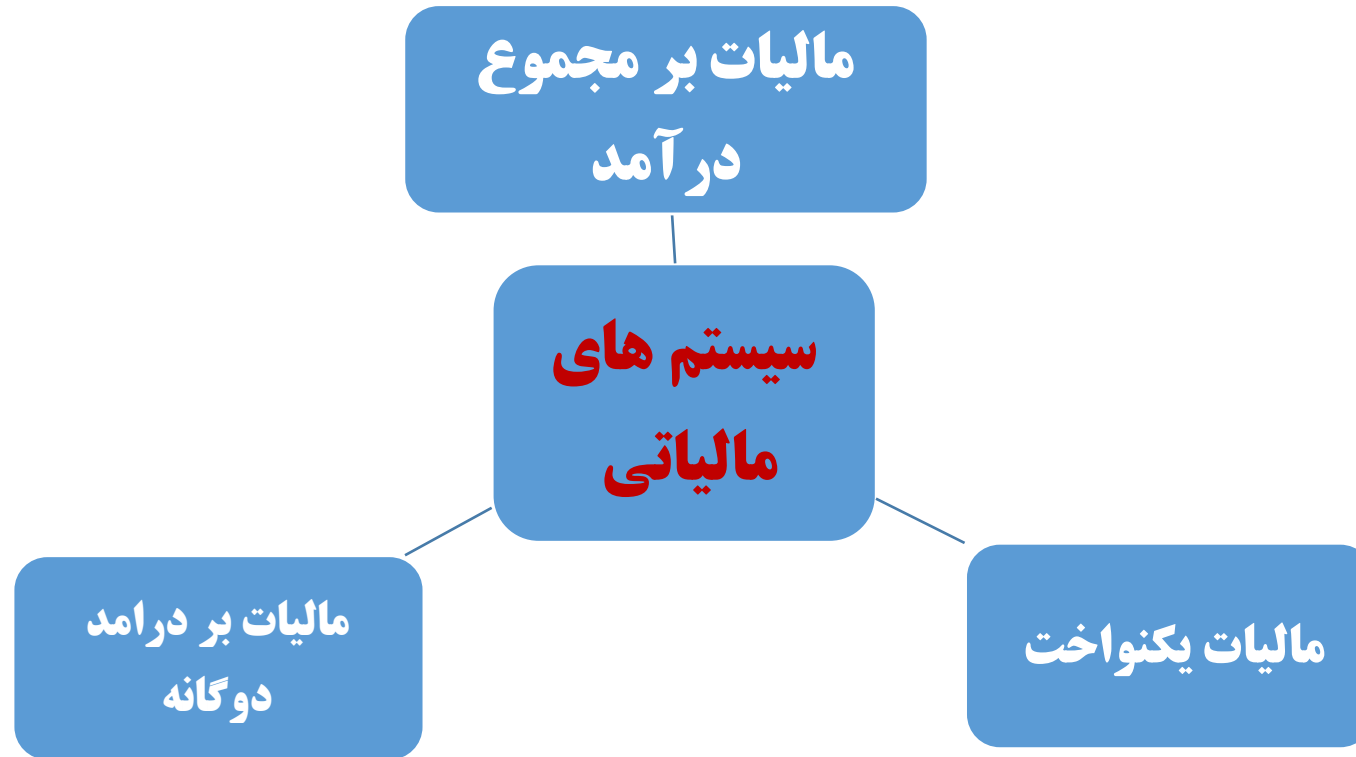 مالیات بر مجموع
درآمد
سیستم های
مالیاتی
مالیات یکنواخت
مالیات بر درامد
دوگانه